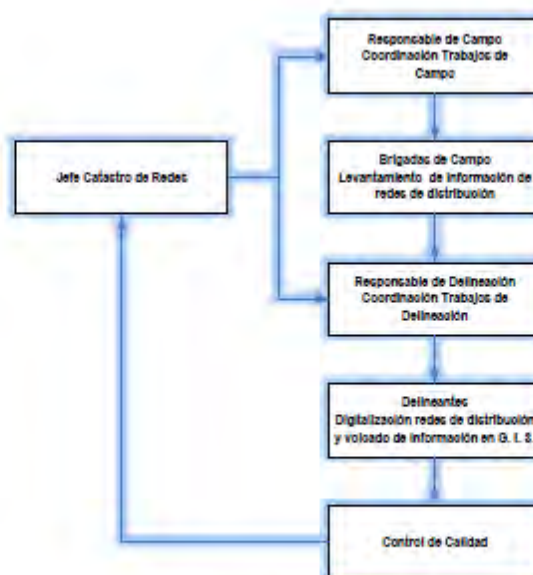 Responsable de Campo
Coordinación Trabajos de
Campo
Jefe Catastro de Redes
Brigadas de Campo
Levantamiento de información de
redes de distribución
Responsable de Delineación
Coordinación Trabajos de
Delineación
Delineantes
Digitalización redes de distribución
y volcado de información en G. I. S.
Control de Calidad